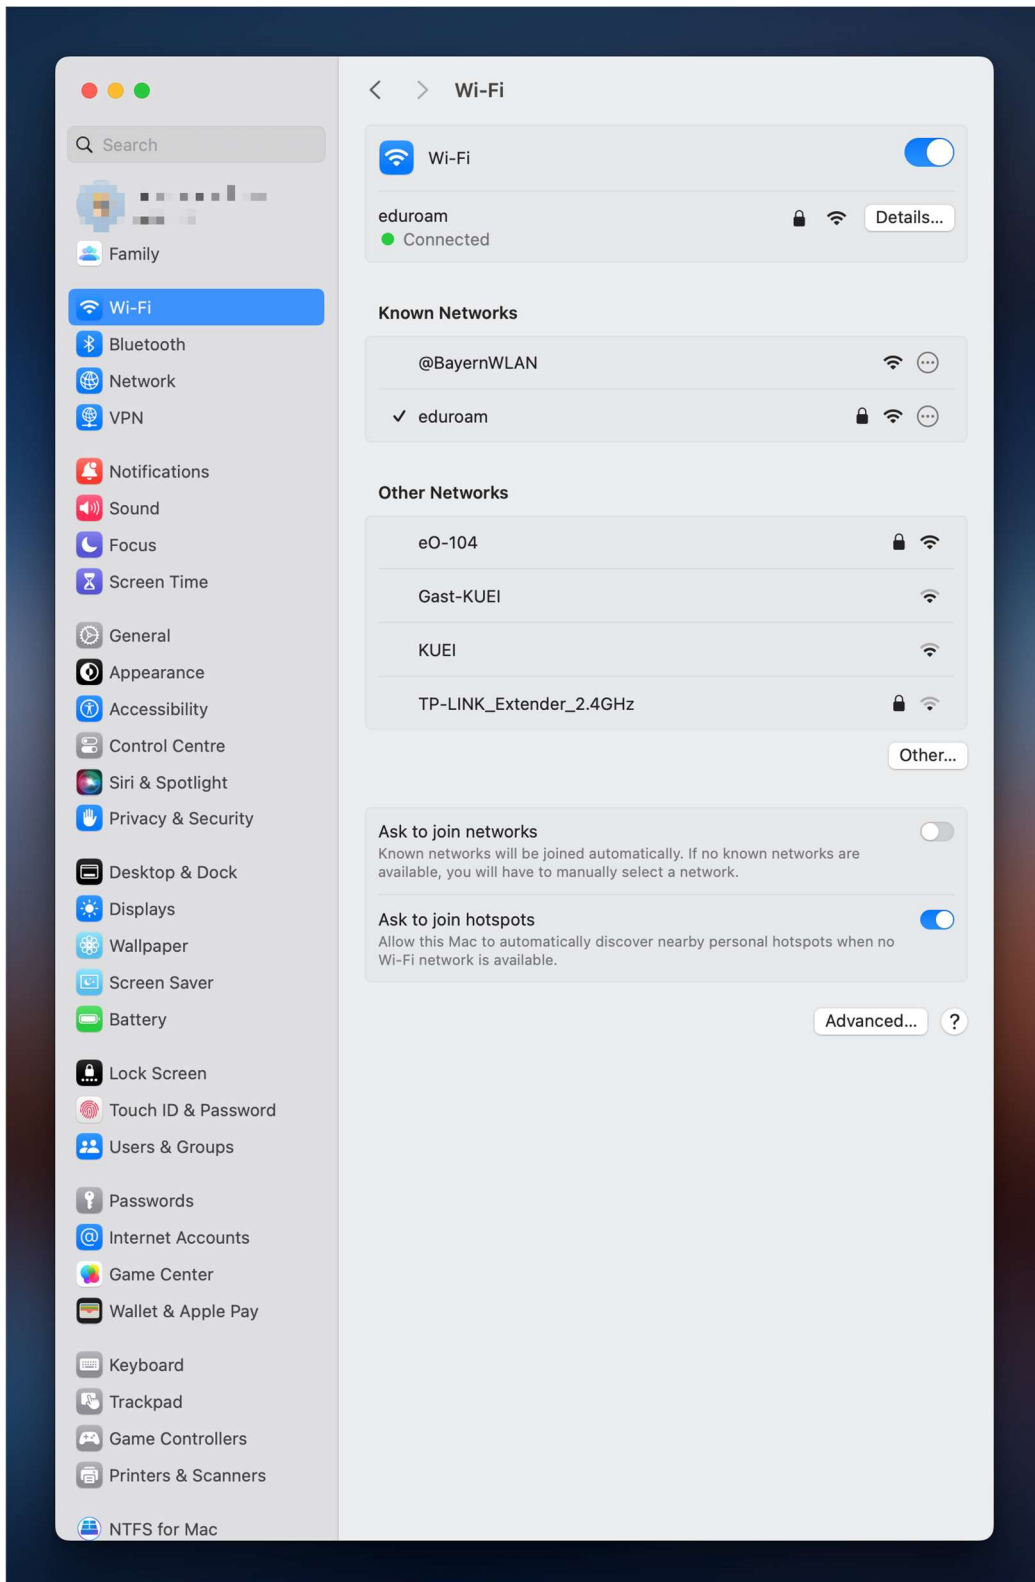 Search
Family
Wi-Fi
Bluetooth
Network
VPN
Notifications
Sound
Focus
Screen Time
General
Appearance
Accessibility
Control Centre
Siri & Spotlight
Privacy & Security
Desktop & Dock
Displays
Wallpaper
Screen Saver
Battery
Lock Screen
Touch ID & Password
Users & Groups
Passwords
Internet Accounts
Game Center
Wallet & Apple Pay
Keyboard
Trackpad
Game Controllers
Printers & Scanners
NTFS for Mac
Wi-Fi
Wi-Fi
eduroam
Details...
Connected
Known Networks
@BayernWLAN
eduroam
Other Networks
eO-104
Gast-KUEI
KUEI
TP-LINK_Extender_2.4GHz
Other...
Ask to join networks
Known networks will be joined automatically. If no known networks are
available, you will have to manually select a network.
Ask to join hotspots
Allow this Mac to automatically discover nearby personal hotspots when no
Wi-Fi network is available.
Advanced...
?